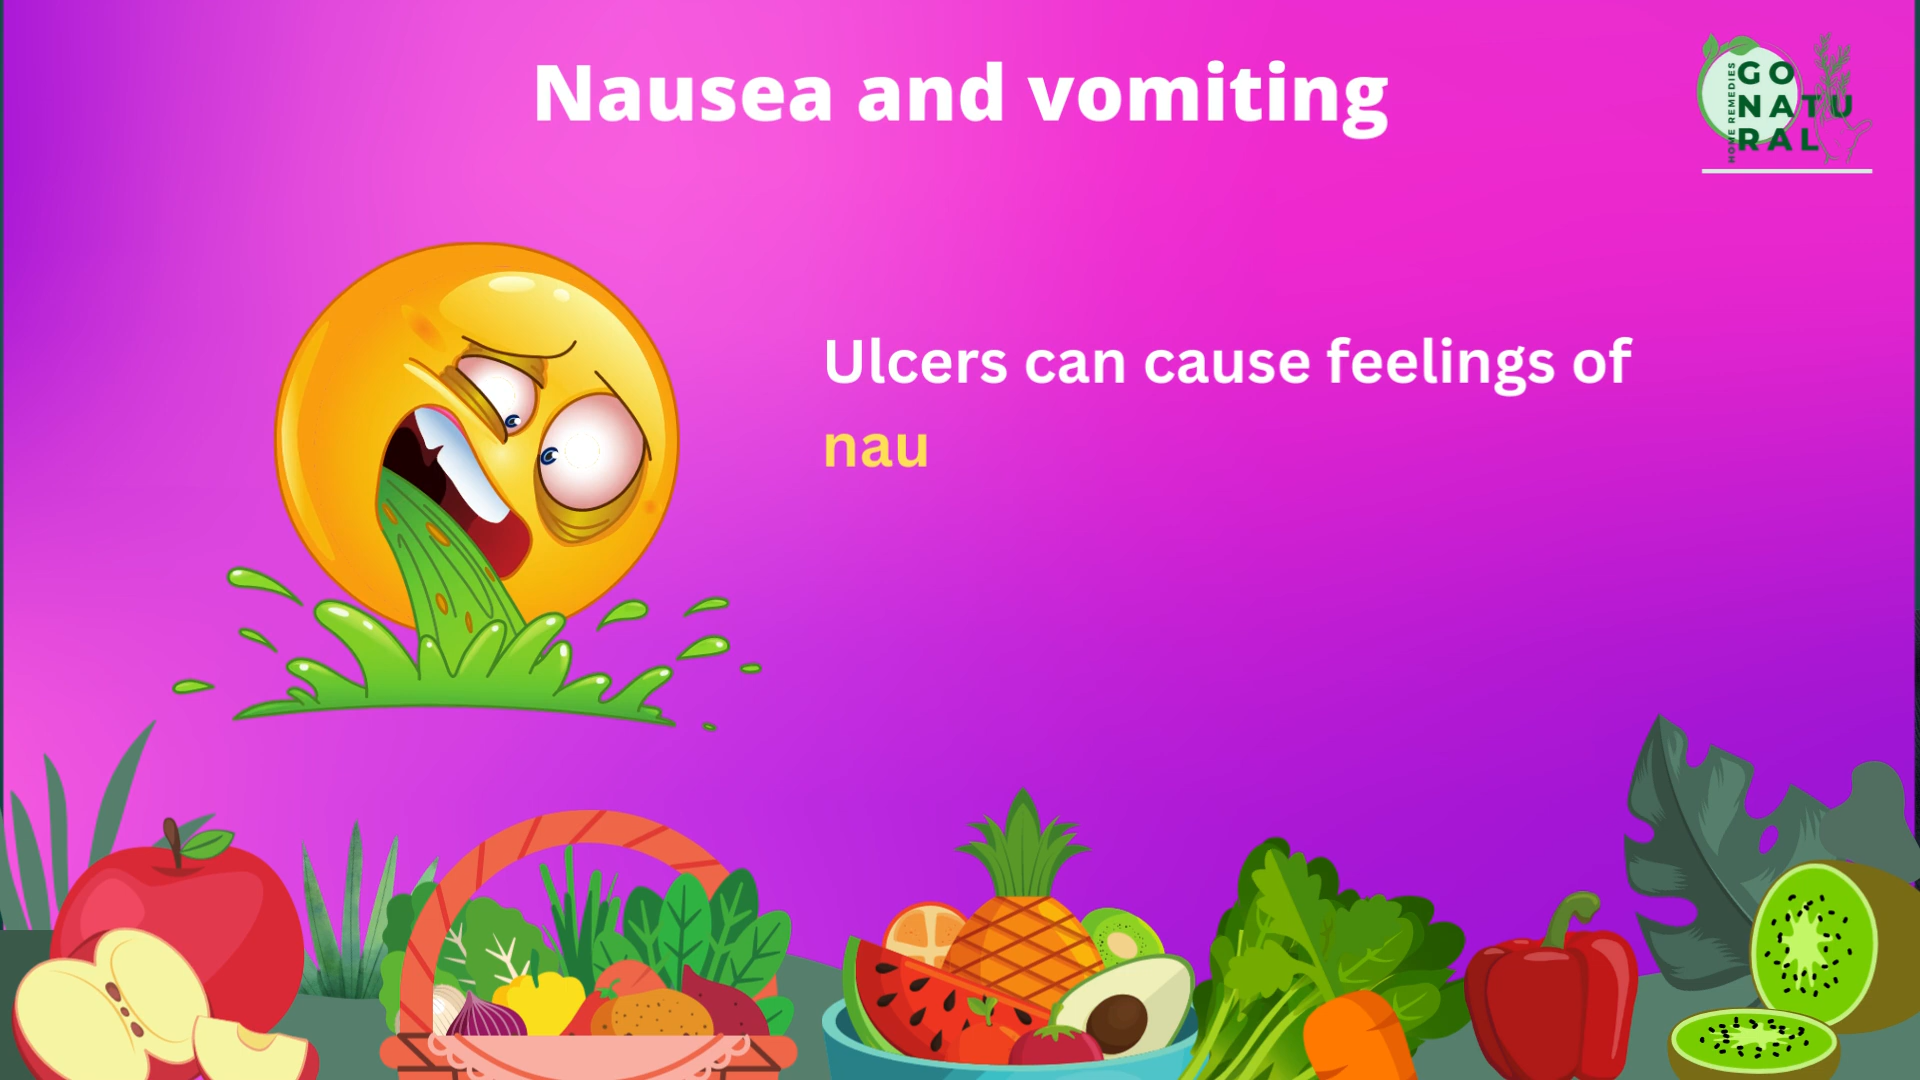 Nausea and vomiting
HOME REMEDIES
GO
NATU
RAL
Ulcers can cause feelings of
nau